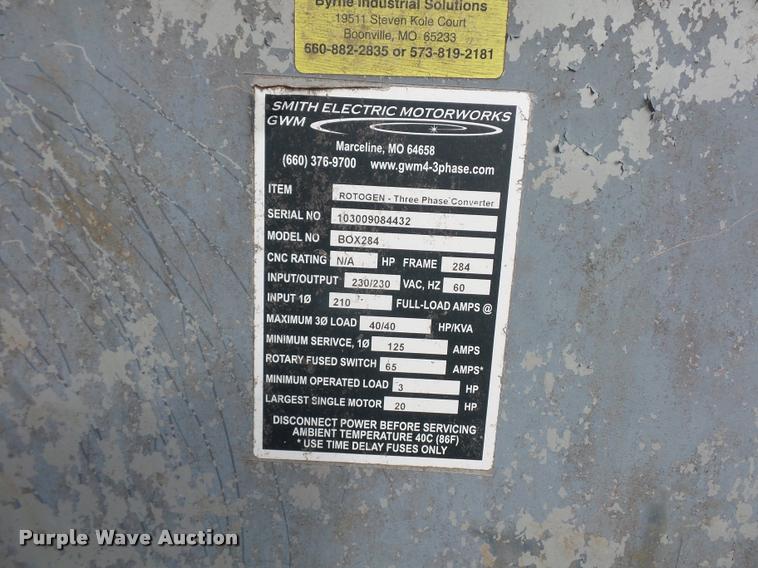 Byrne Industrial Solutions
19511 Steven Kole Court
Boonville, MO 65233
660-882-2835 or 573-819-2181
SMITH ELECTRIC MOTORWORKS
GWM
Marceline, MO 64658
(660) 376-9700 www.gwm4-3phase.com
ITEM ROTOGEN - Three Phase Converter
SERIAL NO 103009084432
MODEL NO BOX284
CNC RATING N/A HP FRAME 284
INPUT/OUTPUT 230/230 VAC, HZ 60
INPUT 1Ø 210 FULL-LOAD AMPS @
MAXIMUM 3Ø LOAD 40/40 HP/KVA
MINIMUM SERIVCE, 1Ø 125 AMPS
ROTARY FUSED SWITCH 65 AMPS*
MINIMUM OPERATED LOAD 3 HP
LARGEST SINGLE MOTOR 20 HP
DISCONNECT POWER BEFORE SERVICING
AMBIENT TEMPERATURE 40C (86F)
* USE TIME DELAY FUSES ONLY
Purple Wave Auction